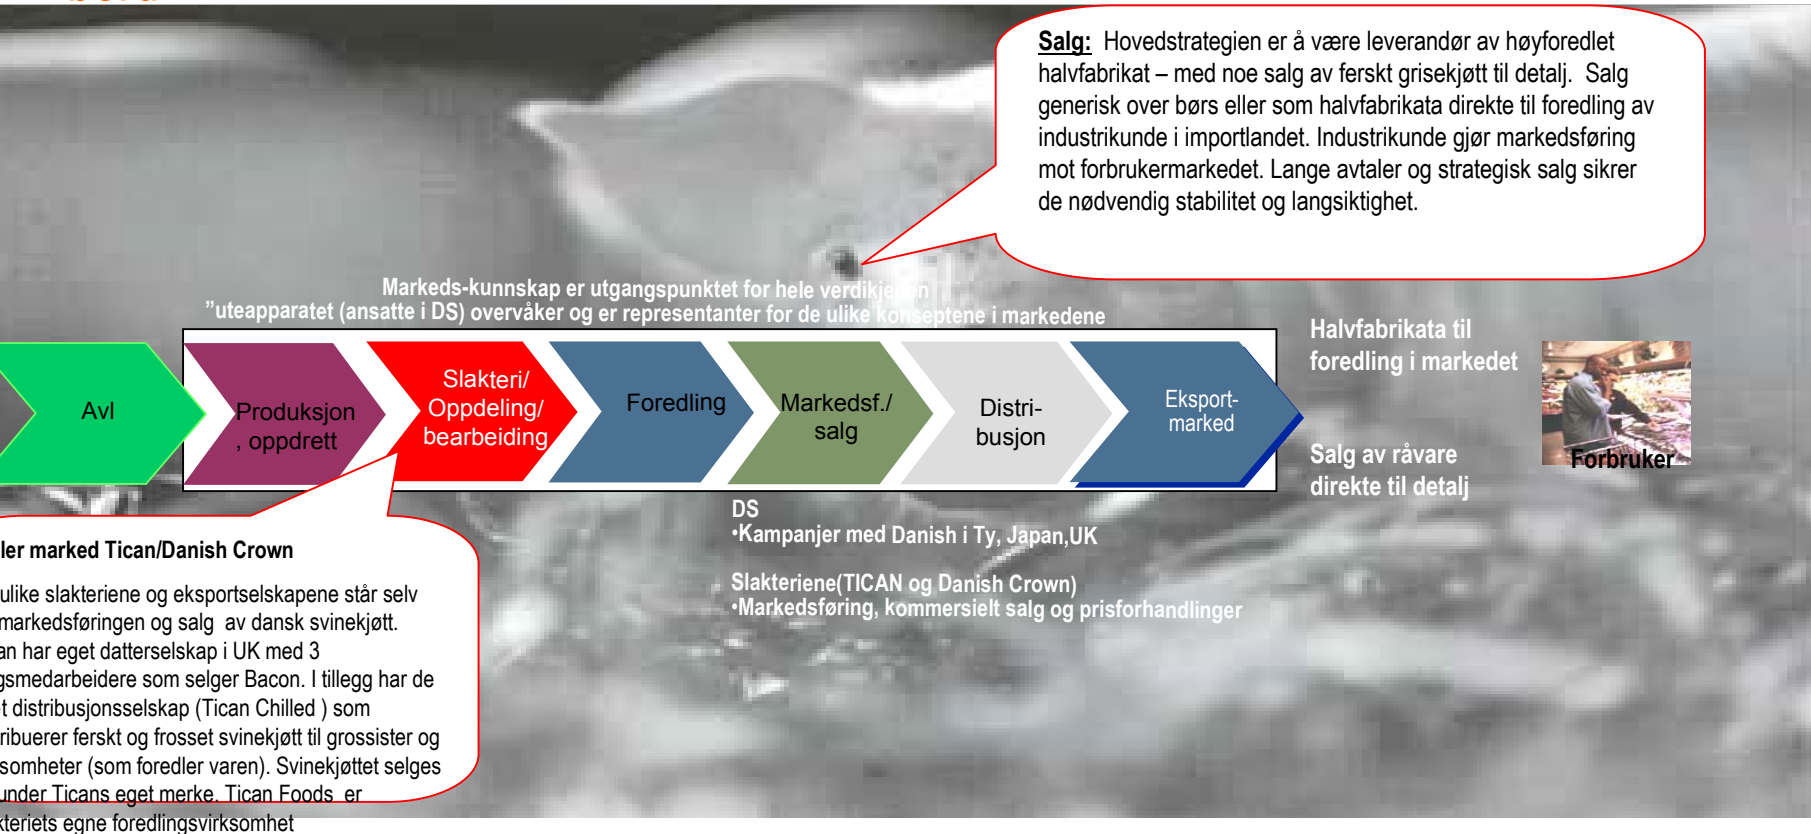 Salg: Hovedstrategien er å være leverandør av høyforedlet
halvfabrikat – med noe salg av ferskt grisekjøtt til detalj. Salg
generisk over børs eller som halvfabrikata direkte til foredling av
industrikunde i importlandet. Industrikunde gjør markedsføring
mot forbrukermarkedet. Lange avtaler og strategisk salg sikrer
de nødvendig stabilitet og langsiktighet.
Markeds-kunnskap er utgangspunktet for hele verdikjeden
”uteapparatet (ansatte i DS) overvåker og er representanter for de ulike konseptene i markedene
Avl
Produksjon
, oppdrett
Slakteri/
Oppdeling/
bearbeiding
Foredling
Markedsf./
salg
Distri-
busjon
Eksport-
marked
Halvfabrikata til
foredling i markedet
Salg av råvare
direkte til detalj
Forbruker
DS
•Kampanjer med Danish i Ty, Japan,UK
Slakteriene(TICAN og Danish Crown)
•Markedsføring, kommersielt salg og prisforhandlinger
ler marked Tican/Danish Crown
ulike slakteriene og eksportselskapene står selv
markedsføringen og salg av dansk svinekjøtt.
an har eget datterselskap i UK med 3
gsmedarbeidere som selger Bacon. I tillegg har de
t distribusjonsselskap (Tican Chilled ) som
ribuerer ferskt og frosset svinekjøtt til grossister og
somheter (som foredler varen). Svinekjøttet selges
under Ticans eget merke. Tican Foods er
kteriets egne foredlingsvirksomhet